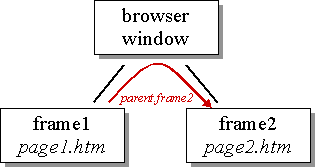 browser
window
parent.frame2
frame1
page1.htm
frame2
page2.htm